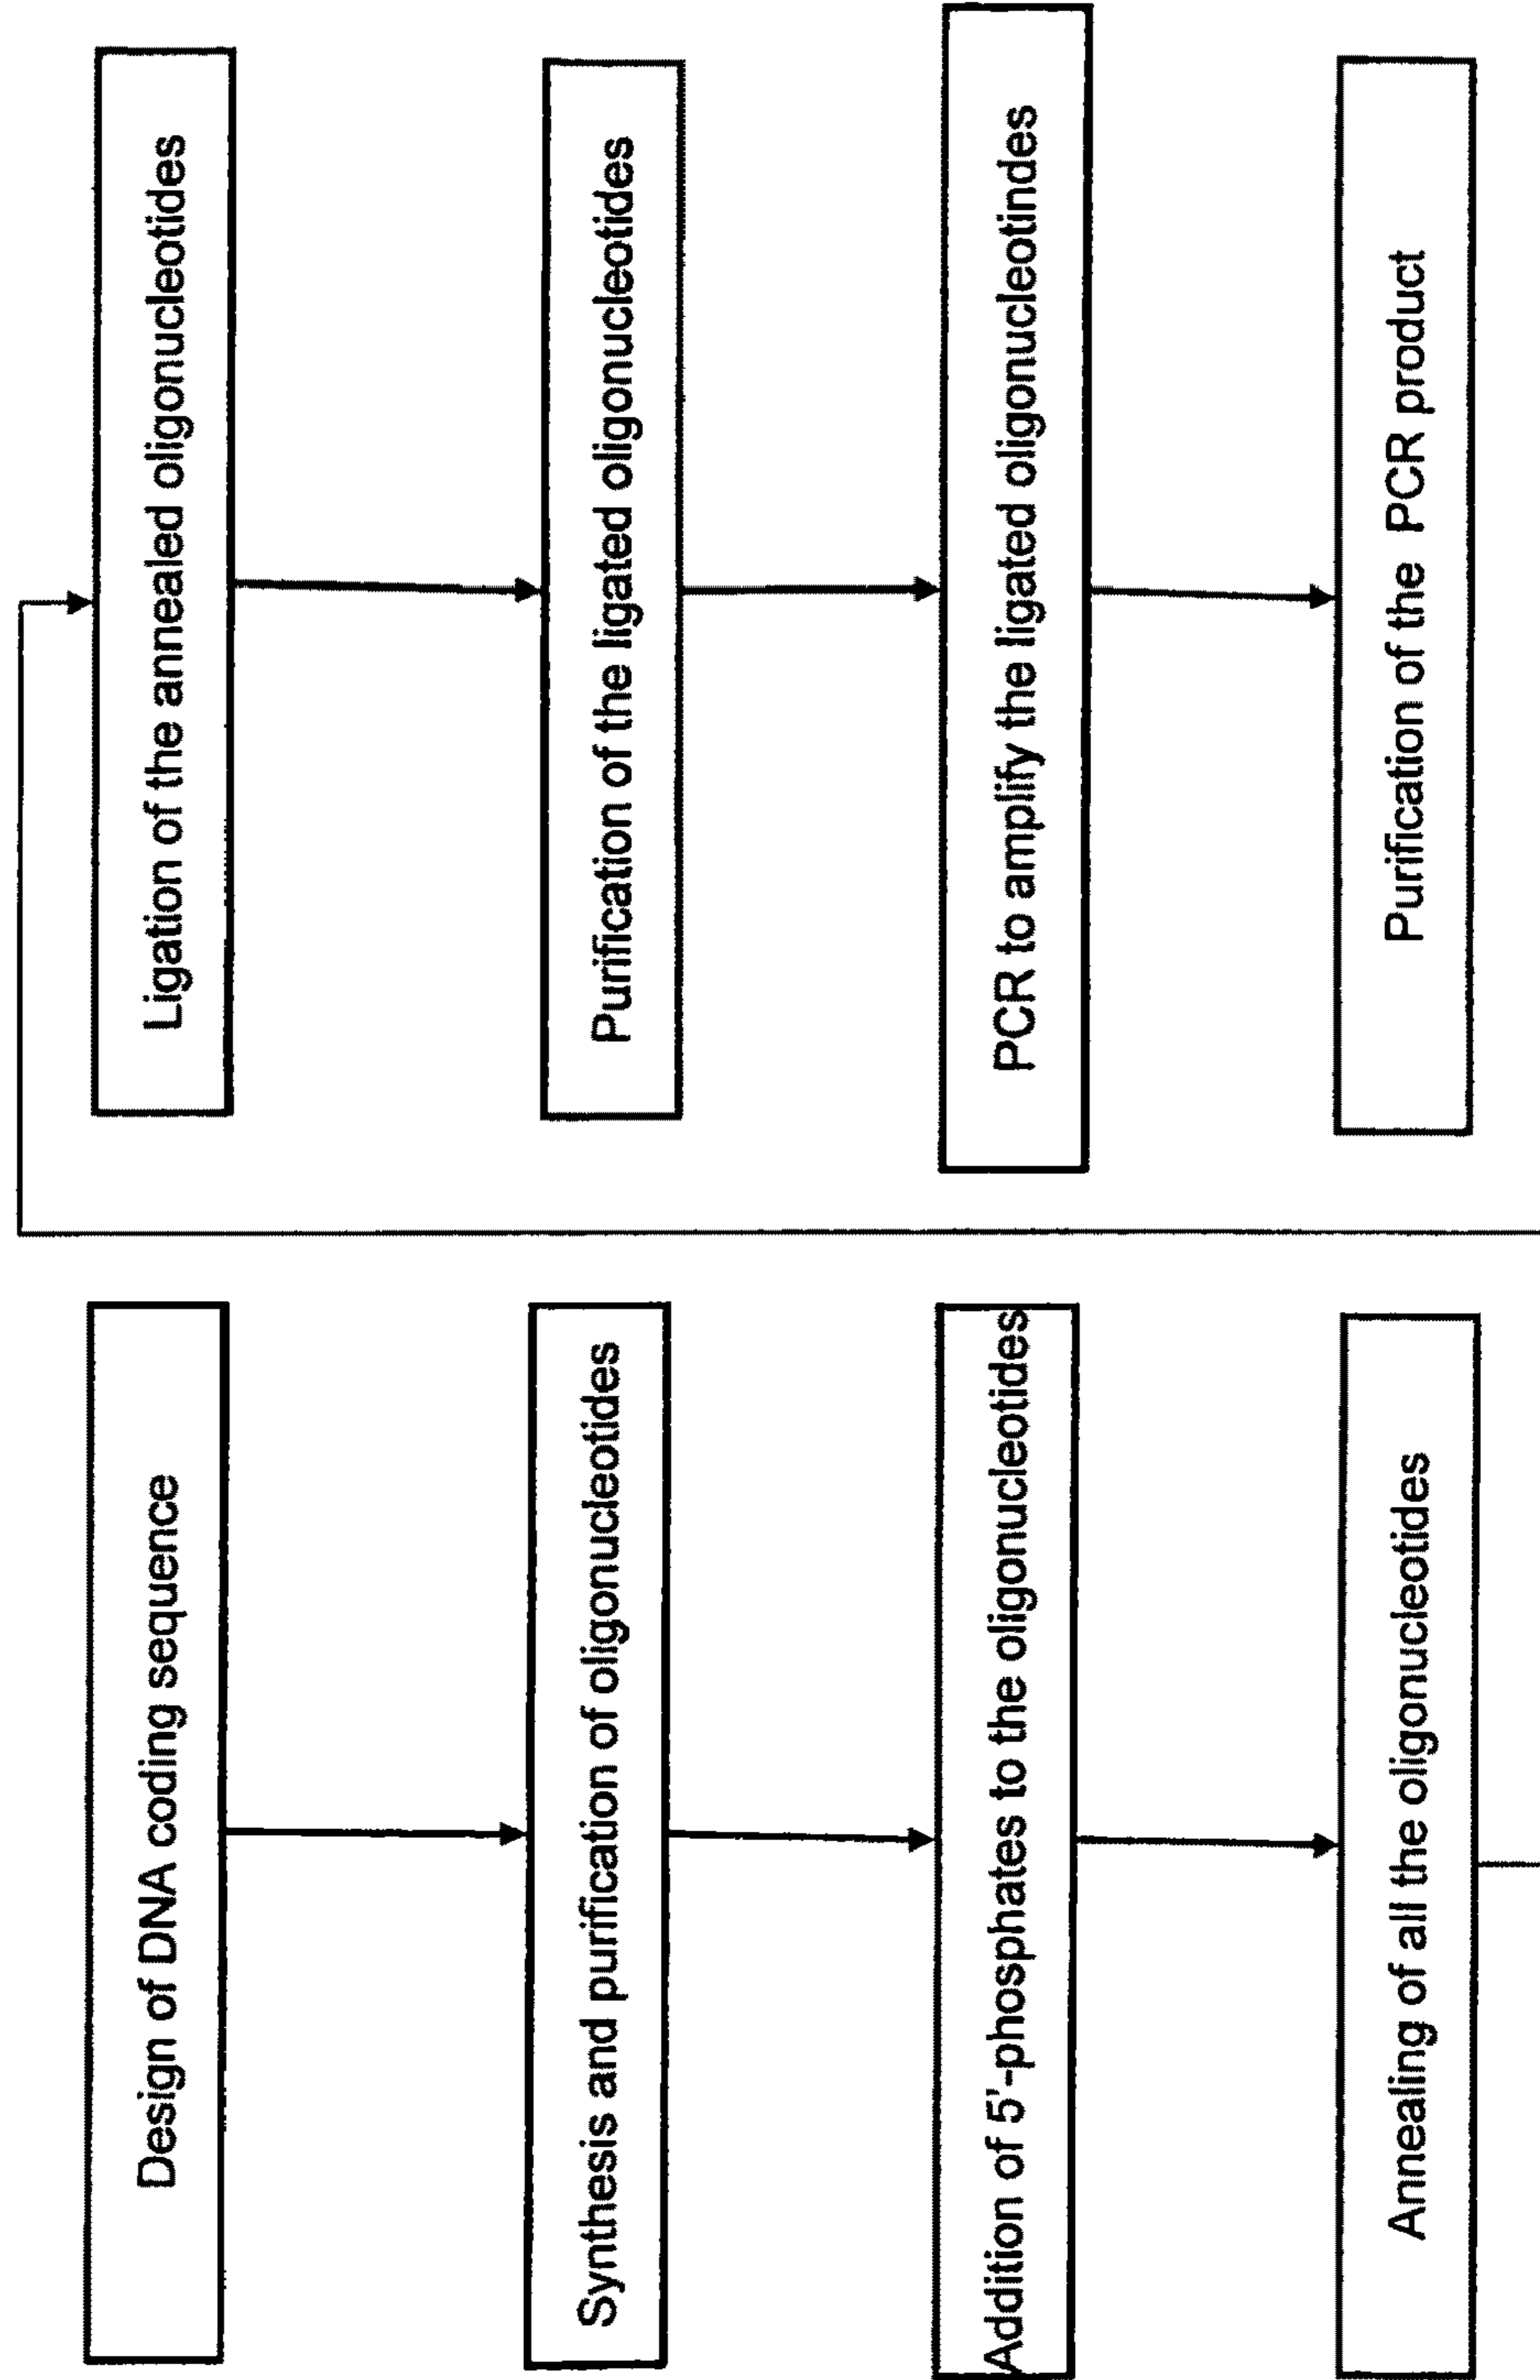 Design of DNA coding sequence
Synthesis and purification of oligonucleotides
Addition of 5'-phosphates to the oligonucleotides
Annealing of all the oligonucleotides
Ligation of the annealed oligonucleotides
Purification of the ligated oligonucleotides
PCR to amplify the ligated oligonucleotindes
Purification of the PCR product